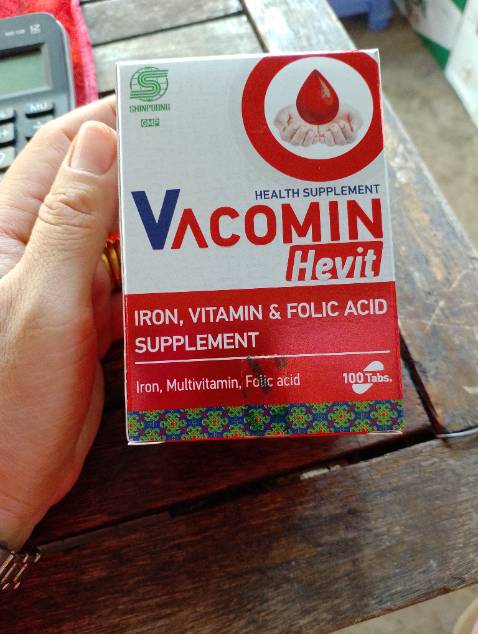 SHINPOONG
GMP
HEALTH SUPPLEMENT
VACOMIN
Hevit
IRON, VITAMIN & FOLIC ACID
SUPPLEMENT
Iron, Multivitamin, Folic acid
100 Tabs.